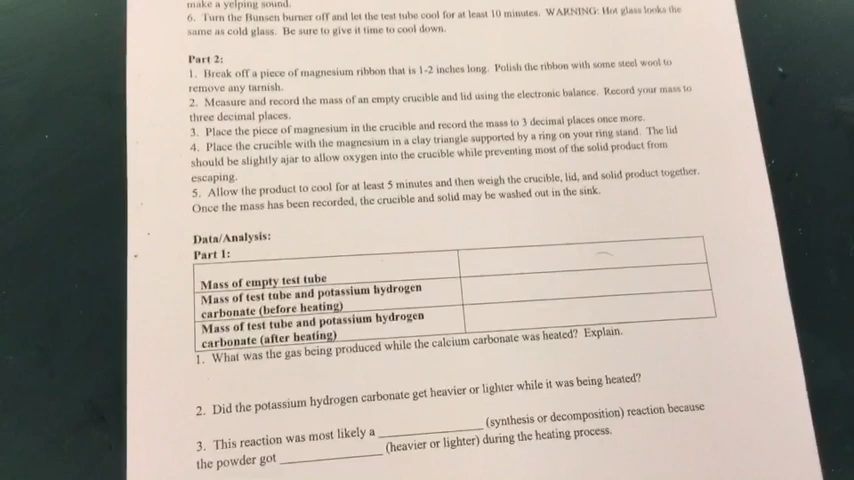 make a yelping sound.
6. Turn the Bunsen burner off and let the test tube cool for at least 10 minutes. WARNING: Hot glass looks the
same as cold glass. Be sure to give it time to cool down.
Part 2:
1. Break off a piece of magnesium ribbon that is 1-2 inches long. Polish the ribbon with some steel wool to
remove any tarnish.
2. Measure and record the mass of an empty crucible and lid using the electronic balance. Record your mass to
three decimal places.
3. Place the piece of magnesium in the crucible and record the mass to 3 decimal places once more.
4. Place the crucible with the magnesium in a clay triangle supported by a ring on your ring stand. The lid
should be slightly ajar to allow oxygen into the crucible while preventing most of the solid product from
escaping.
5. Allow the product to cool for at least 5 minutes and then weigh the crucible, lid, and solid product together.
Once the mass has been recorded, the crucible and solid may be washed out in the sink.
Data/Analysis:
Part 1:
Mass of empty test tube
Mass of test tube and potassium hydrogen
carbonate (before heating)
Mass of test tube and potassium hydrogen
carbonate (after heating)
1. What was the gas being produced while the calcium carbonate was heated? Explain.
2. Did the potassium hydrogen carbonate get heavier or lighter while it was being heated?
3. This reaction was most likely a ____________ (synthesis or decomposition) reaction because
the powder got ____________ (heavier or lighter) during the heating process.